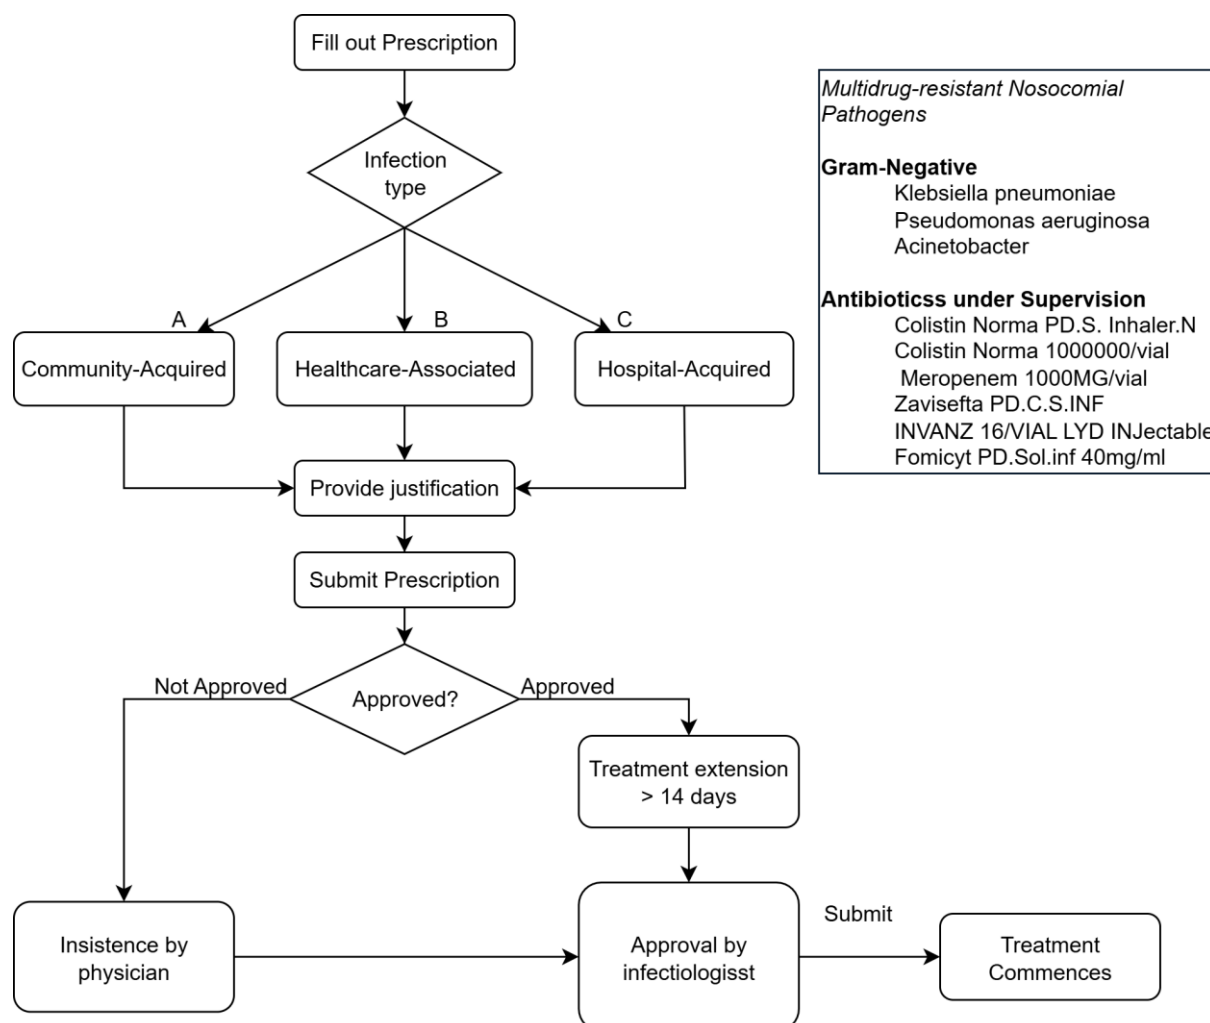 Fill out Prescription
Infection
type
A
B
C
Community-Acquired
Healthcare-Associated
Hospital-Acquired
Provide justification
Submit Prescription
Not Approved
Approved?
Approved
Treatment extension
> 14 days
Insistence by
physician
Approval by
infectiologisst
Submit
Treatment
Commences
Multidrug-resistant Nosocomial
Pathogens
Gram-Negative
Klebsiella pneumoniae
Pseudomonas aeruginosa
Acinetobacter
Antibioticss under Supervision
Colistin Norma PD.S. Inhaler.N
Colistin Norma 1000000/vial
Meropenem 1000MG/vial
Zavisefta PD.C.S.INF
INVANZ 16/VIAL LYD INJectable
Fomicyt PD.Sol.inf 40mg/ml